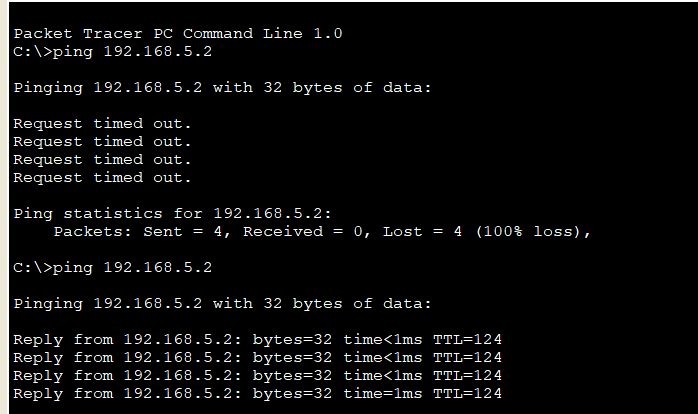 Packet Tracer PC Command Line 1.0
C:\>ping 192.168.5.2
Pinging 192.168.5.2 with 32 bytes of data:
Request timed out.
Request timed out.
Request timed out.
Request timed out.
Ping statistics for 192.168.5.2:
    Packets: Sent = 4, Received = 0, Lost = 4 (100% loss),
C:\>ping 192.168.5.2
Pinging 192.168.5.2 with 32 bytes of data:
Reply from 192.168.5.2: bytes=32 time<1ms TTL=124
Reply from 192.168.5.2: bytes=32 time<1ms TTL=124
Reply from 192.168.5.2: bytes=32 time<1ms TTL=124
Reply from 192.168.5.2: bytes=32 time=1ms TTL=124